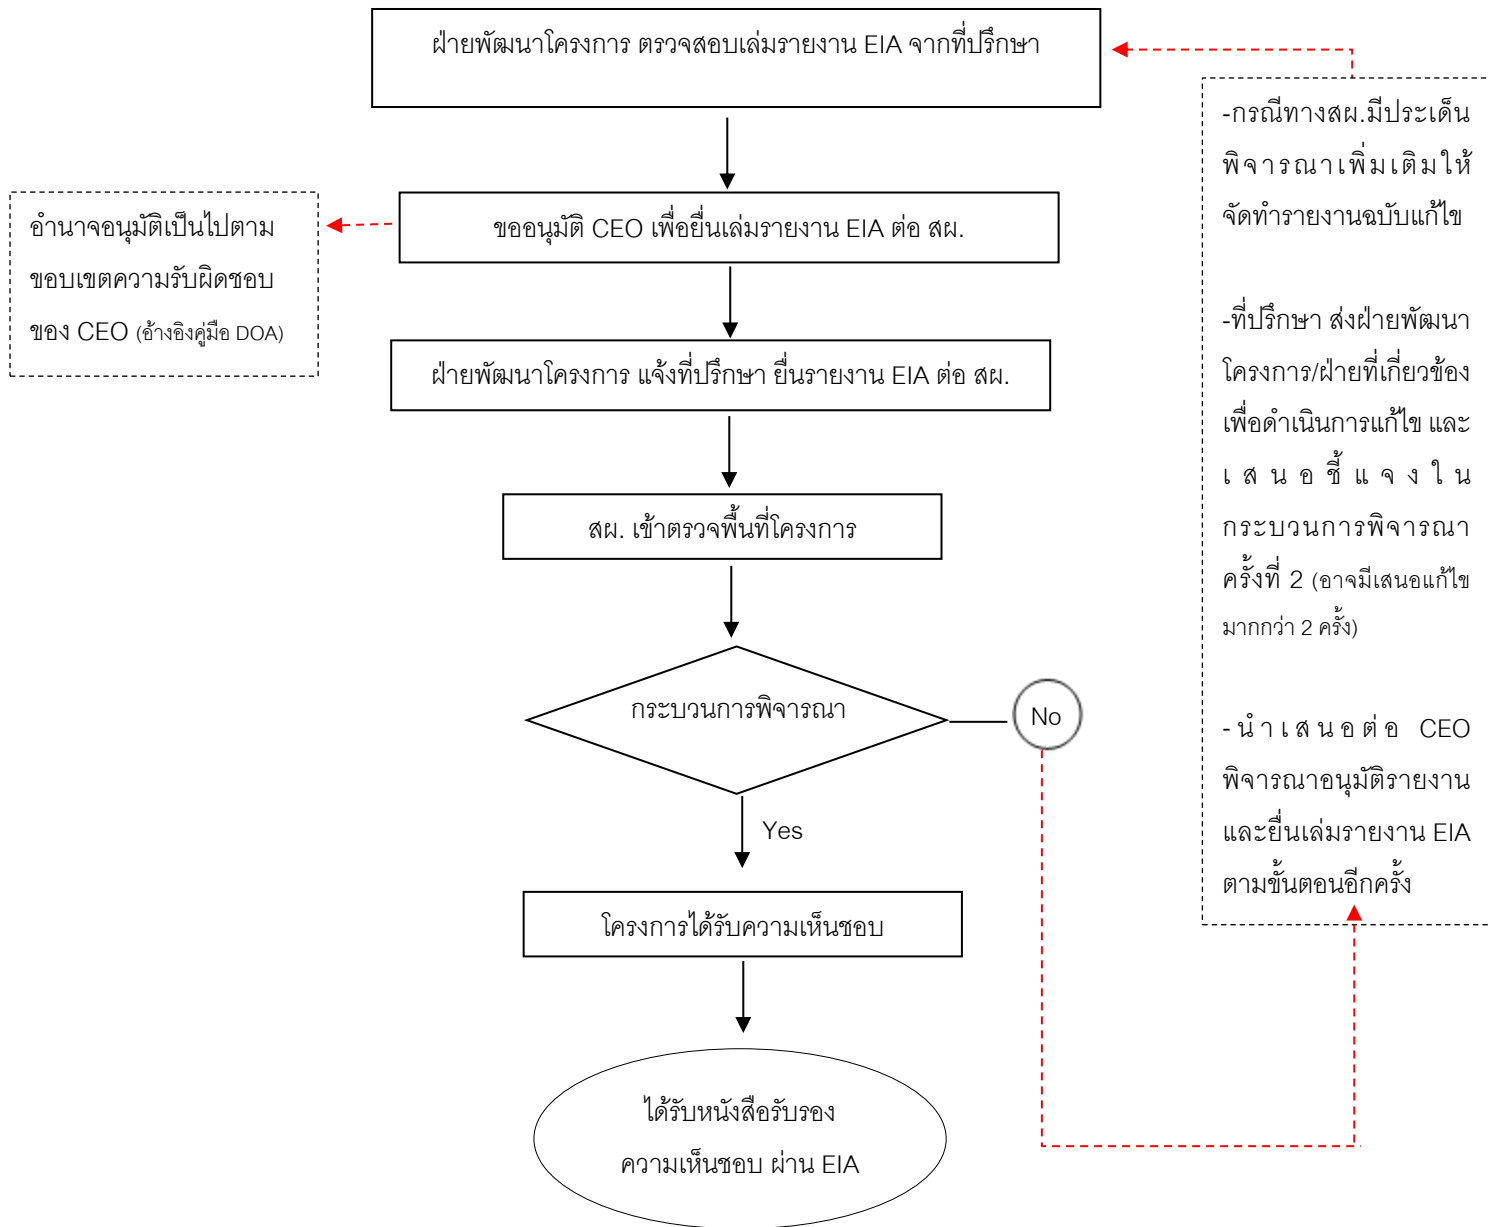 ฝ่ายพัฒนาโครงการ ตรวจสอบเล่มรายงาน EIA จากที่ปรึกษา
ขออนุมัติ CEO เพื่อยื่นเล่มรายงาน EIA ต่อ สผ.
อำนาจอนุมัติเป็นไปตาม
ขอบเขตความรับผิดชอบ
ของ CEO (อ้างอิงคู่มือ DOA)
ฝ่ายพัฒนาโครงการ แจ้งที่ปรึกษา ยื่นรายงาน EIA ต่อ สผ.
สผ. เข้าตรวจพื้นที่โครงการ
กระบวนการพิจารณา
No
Yes
โครงการได้รับความเห็นชอบ
ได้รับหนังสือรับรอง
ความเห็นชอบ ผ่าน EIA
-กรณีทางสผ.มีประเด็น
พิจารณาเพิ่มเติมให้
จัดทำรายงานฉบับแก้ไข
-ที่ปรึกษา ส่งฝ่ายพัฒนา
โครงการ/ฝ่ายที่เกี่ยวข้อง
เพื่อดำเนินการแก้ไข และ
เสนอชี้แจงใน
กระบวนการพิจารณา
ครั้งที่ 2 (อาจมีเสนอแก้ไข
มากกว่า 2 ครั้ง)
-นำเสนอต่อ CEO
พิจารณาอนุมัติรายงาน
และยื่นเล่มรายงาน EIA
ตามขั้นตอนอีกครั้ง